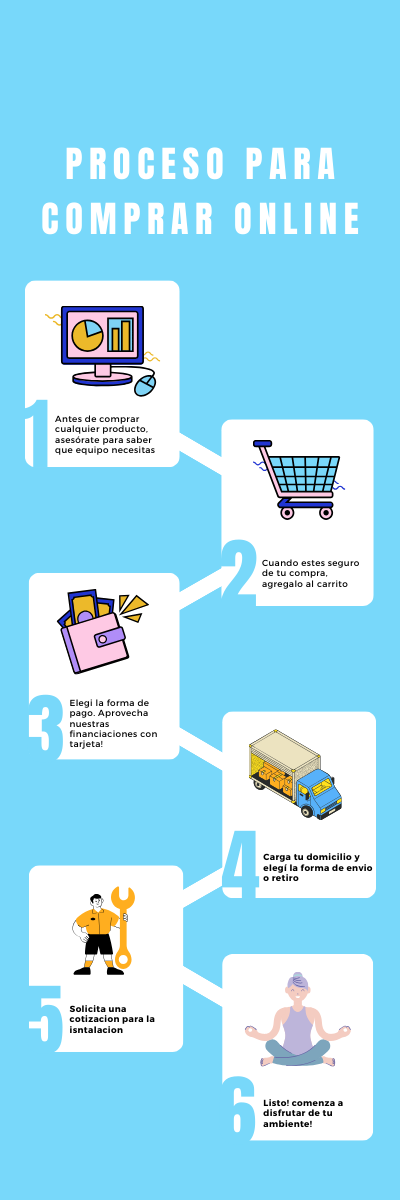 PROCESO PARA
COMPRAR ONLINE
1
Antes de comprar
cualquier producto,
asesórate para saber
que equipo necesitas
2
Cuando estes seguro
de tu compra,
agregalo al carrito
3
Elegi la forma de
pago. Aprovecha
nuestras
financiaciones con
tarjeta!
4
Carga tu domicilio y
elegí la forma de envio
o retiro
5
Solicita una
cotizacion para la
isntalacion
6
Listo! comenza a
disfrutar de tu
ambiente!